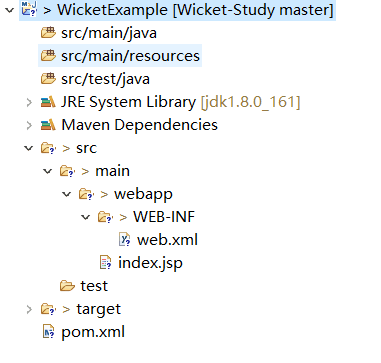 > WicketExample [Wicket-Study master]
src/main/java
src/main/resources
src/test/java
JRE System Library [jdk1.8.0_161]
Maven Dependencies
> src
> main
> webapp
> WEB-INF
web.xml
index.jsp
test
> target
pom.xml